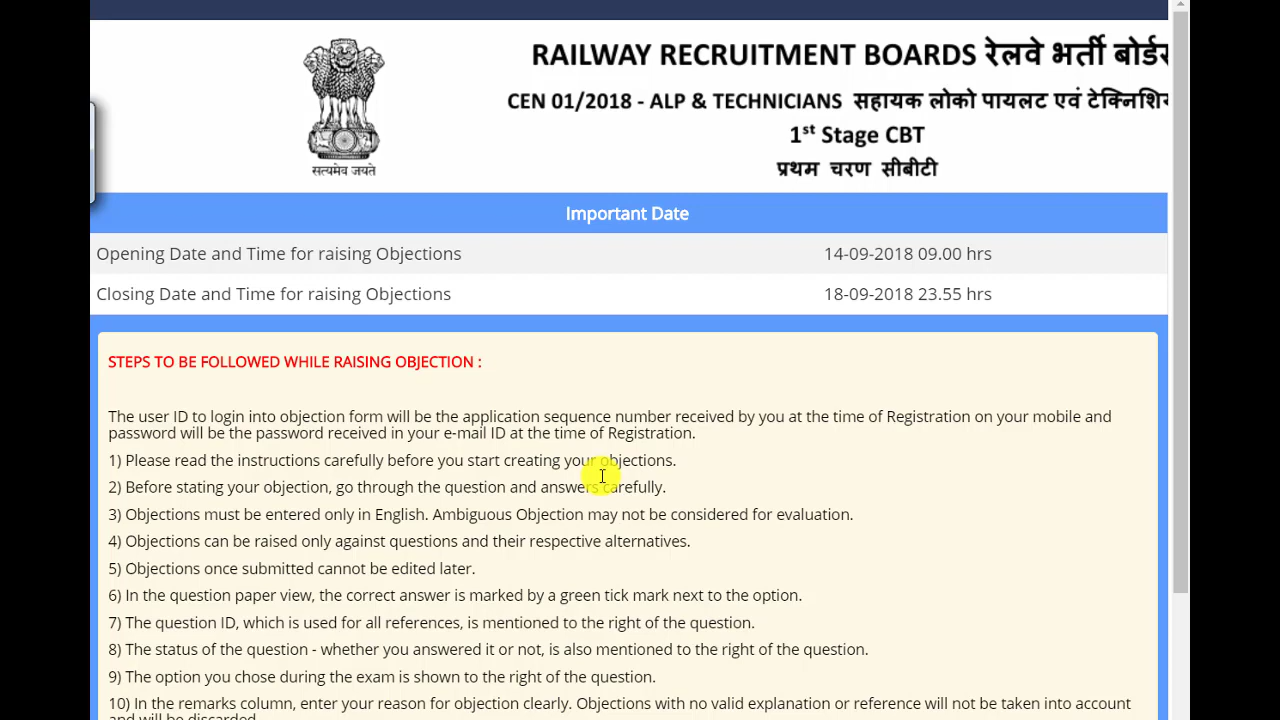 RAILWAY RECRUITMENT BOARDS रेलवे भर्ती बोर्ड
CEN 01/2018 - ALP & TECHNICIANS सहायक लोको पायलट एवं
1st Stage CBT
प्रथम चरण सीबीटी
सत्यमेव जयते
Important Date
Opening Date and Time for raising Objections 14-09-2018 09.00 hrs
Closing Date and Time for raising Objections 18-09-2018 23.55 hrs
STEPS TO BE FOLLOWED WHILE RAISING OBJECTION :
The user ID to login into objection form will be the application sequence number received by you at the time of Registration on your mobile and
password will be the password received in your e-mail ID at the time of Registration.
1) Please read the instructions carefully before you start creating your objections.
2) Before stating your objection, go through the question and answers carefully.
3) Objections must be entered only in English. Ambiguous Objection may not be considered for evaluation.
4) Objections can be raised only against questions and their respective alternatives.
5) Objections once submitted cannot be edited later.
6) In the question paper view, the correct answer is marked by a green tick mark next to the option.
7) The question ID, which is used for all references, is mentioned to the right of the question.
8) The status of the question - whether you answered it or not, is also mentioned to the right of the question.
9) The option you chose during the exam is shown to the right of the question.
10) In the remarks column, enter your reason for objection clearly. Objections with no valid explanation or reference will not be taken into account
and will be discarded